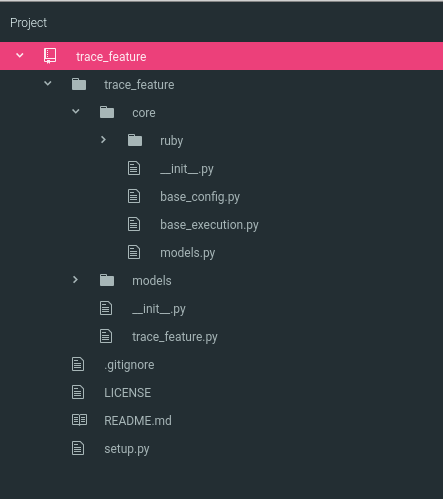 Project
trace_feature
trace_feature
core
ruby
__init__.py
base_config.py
base_execution.py
models.py
models
__init__.py
trace_feature.py
.gitignore
LICENSE
README.md
setup.py